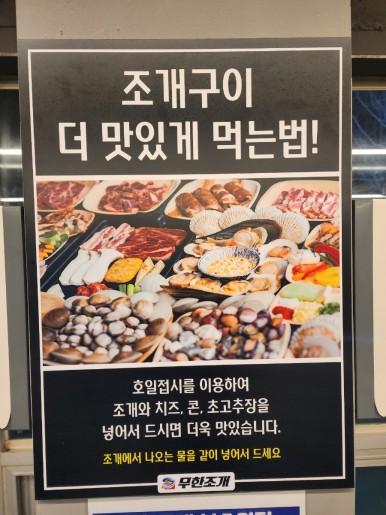 조개구이
더 맛있게 먹는법!
호일접시를 이용하여
조개와 치즈, 콘, 초고추장을
넣어서 드시면 더욱 맛있습니다.
조개에서 나오는 물을 같이 넣어서 드세요
무한조개